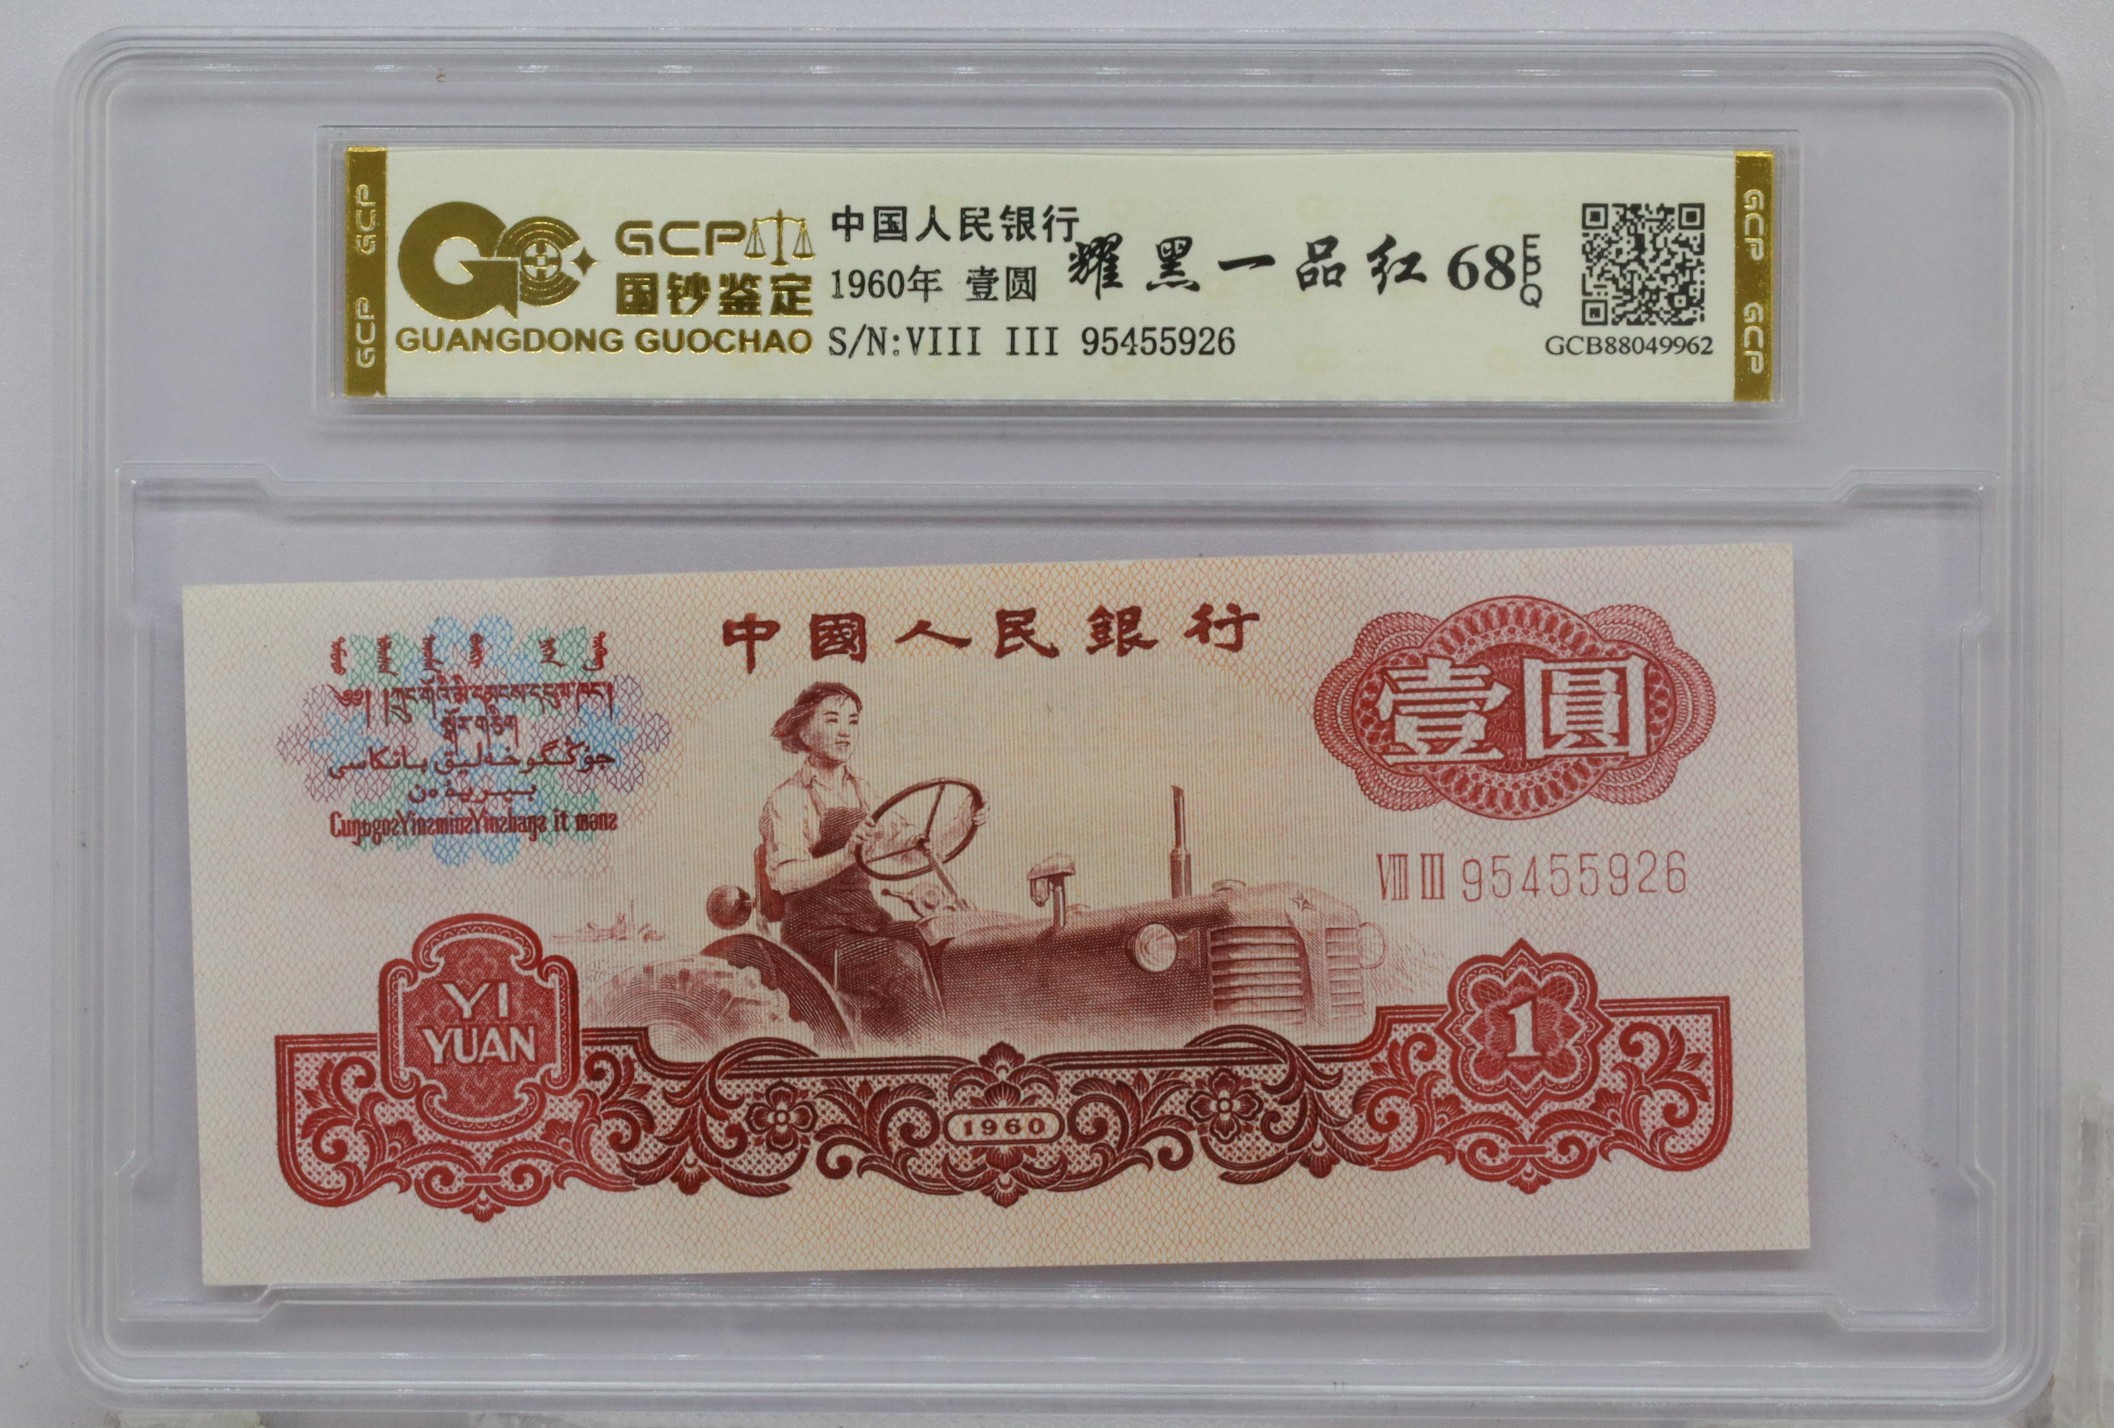 GCP
GCP
GCP
国钞鉴定
GUANGDONG GUOCHAO
中国人民银行
1960年 壹圆
S/N:VIII III 95455926
耀黑一品红 68 EPQ
GCB88049962
GCP
GCP
中國人民銀行
壹圓
VIII III 95455926
YI
YUAN
1960
1